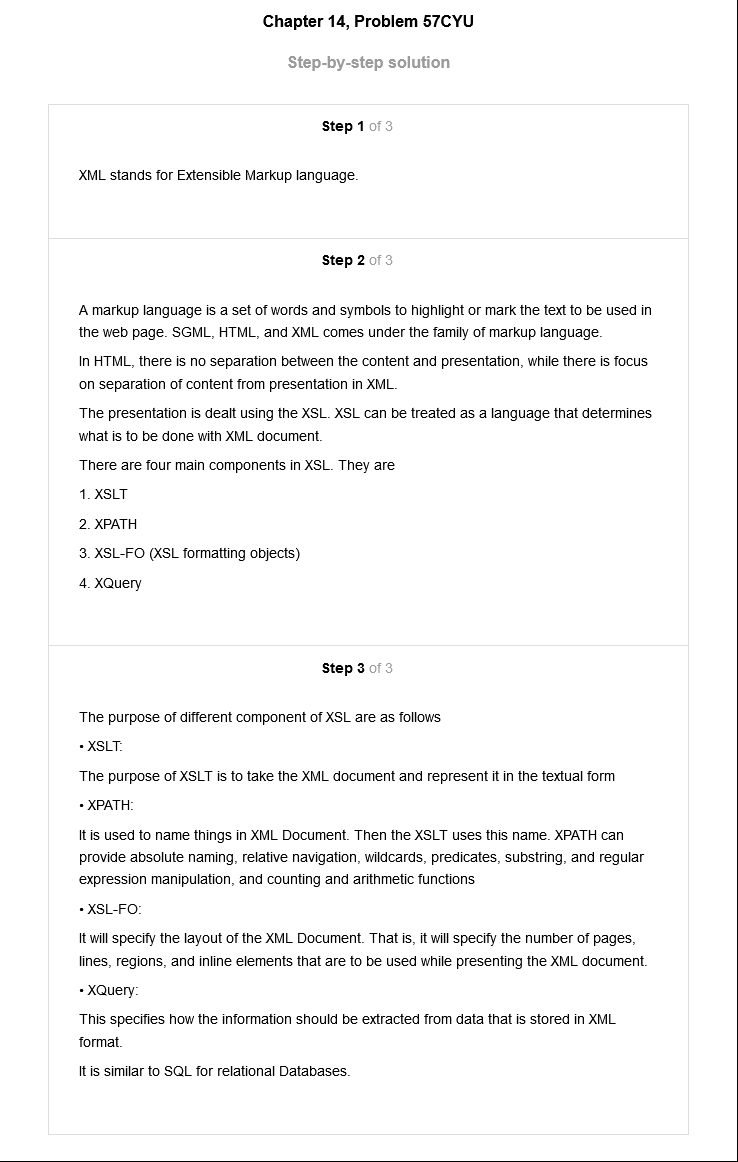 Chapter 14, Problem 57CYU
Step-by-step solution
Step 1 of 3
XML stands for Extensible Markup language.
Step 2 of 3
A markup language is a set of words and symbols to highlight or mark the text to be used in
the web page. SGML, HTML, and XML comes under the family of markup language.
In HTML, there is no separation between the content and presentation, while there is focus
on separation of content from presentation in XML.
The presentation is dealt using the XSL. XSL can be treated as a language that determines
what is to be done with XML document.
There are four main components in XSL. They are
1. XSLT
2. XPATH
3. XSL-FO (XSL formatting objects)
4. XQuery
Step 3 of 3
The purpose of different component of XSL are as follows
• XSLT:
The purpose of XSLT is to take the XML document and represent it in the textual form
• XPATH:
It is used to name things in XML Document. Then the XSLT uses this name. XPATH can
provide absolute naming, relative navigation, wildcards, predicates, substring, and regular
expression manipulation, and counting and arithmetic functions
• XSL-FO:
It will specify the layout of the XML Document. That is, it will specify the number of pages,
lines, regions, and inline elements that are to be used while presenting the XML document.
• XQuery:
This specifies how the information should be extracted from data that is stored in XML
format.
It is similar to SQL for relational Databases.